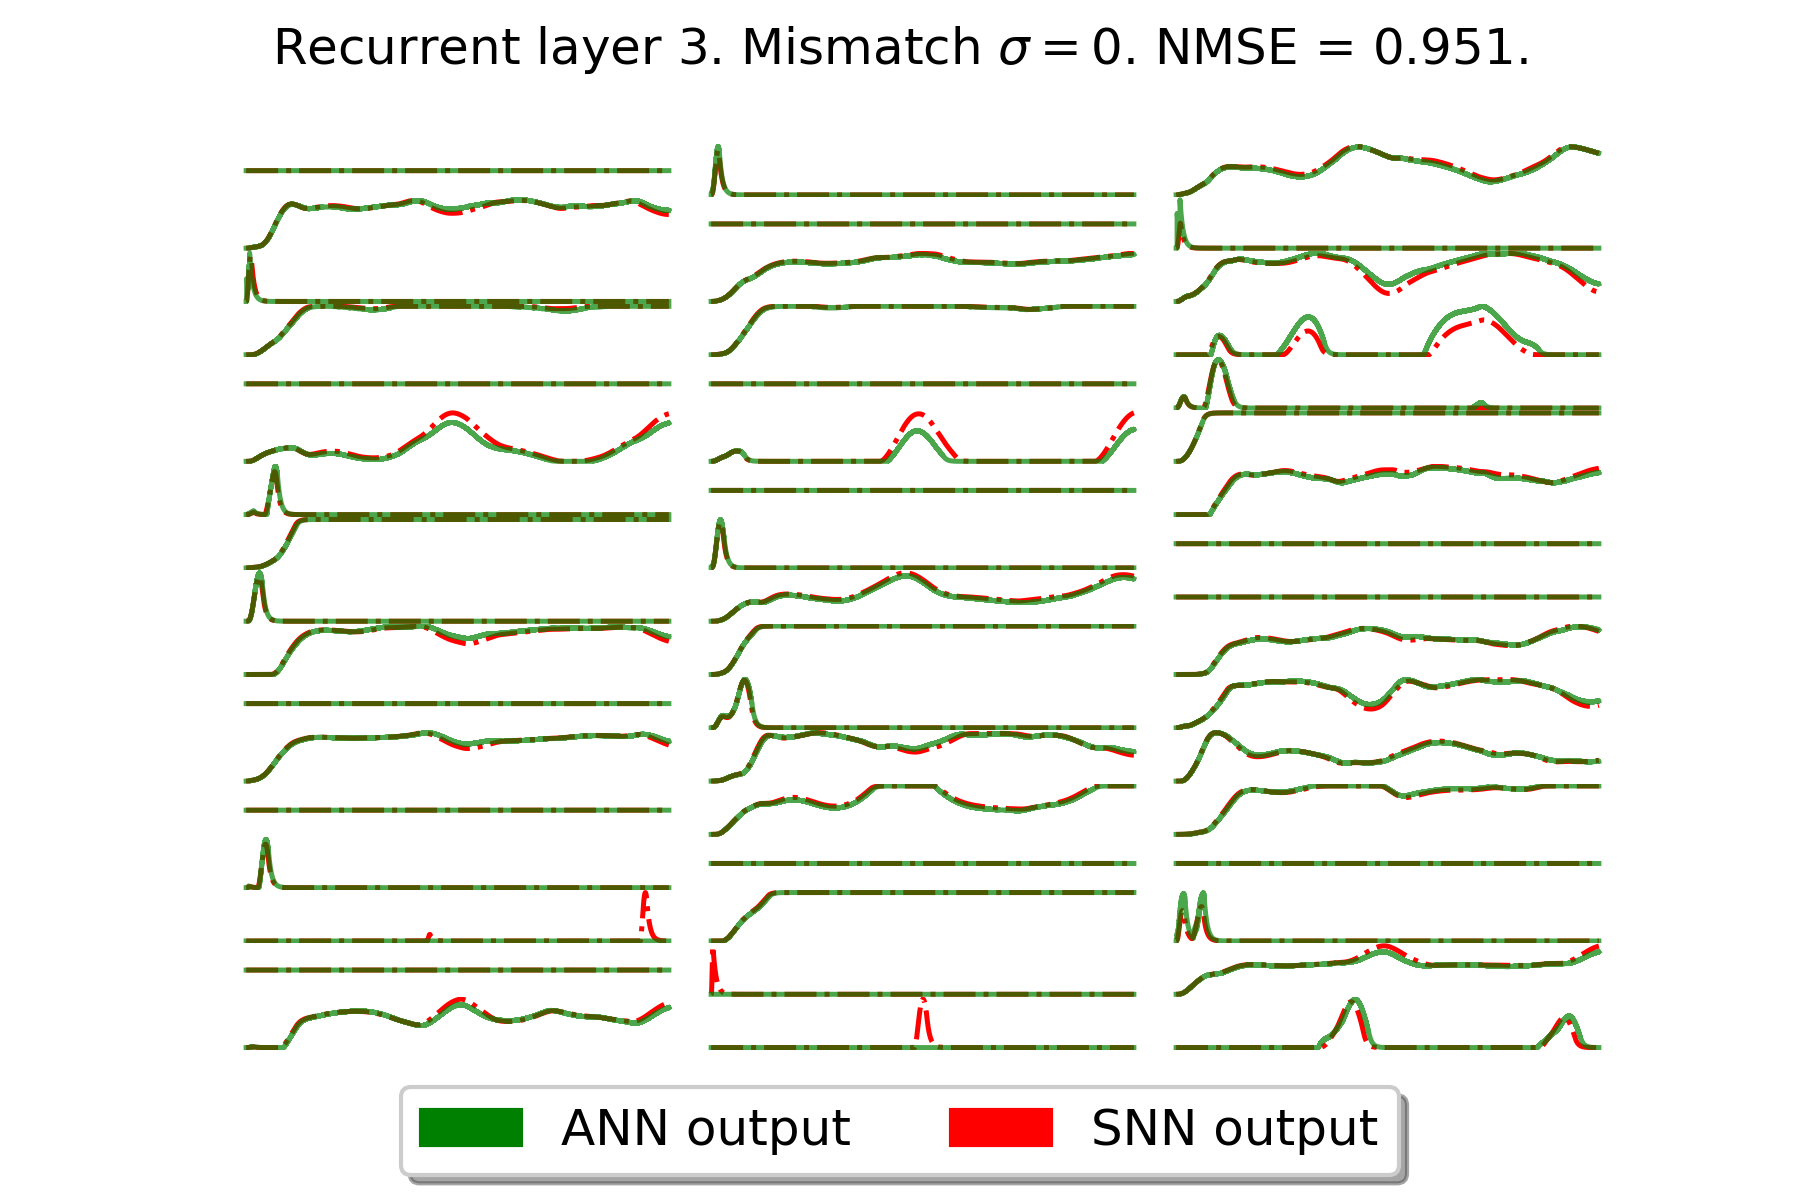 Recurrent layer 3. Mismatch σ = 0. NMSE = 0.951.
ANN output SNN output